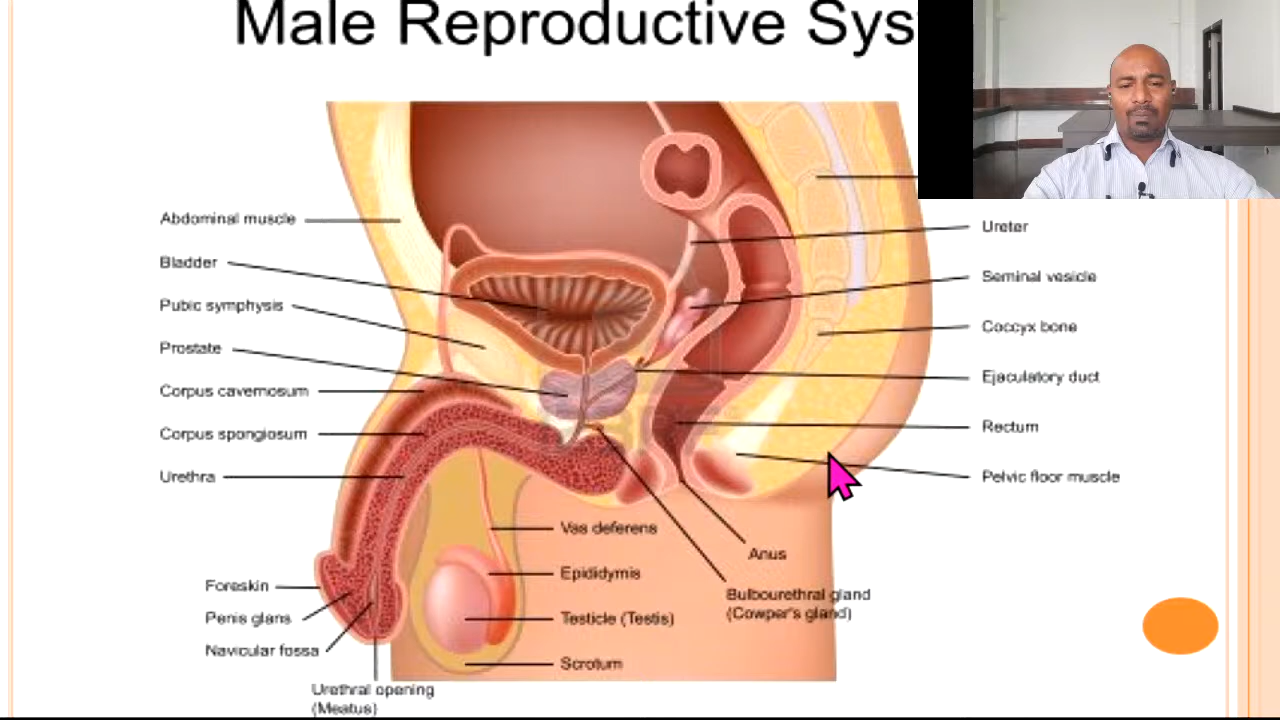 Male Reproductive Sys
Abdominal muscle
Bladder
Pubic symphysis
Prostate
Corpus cavernosum
Corpus spongiosum
Urethra
Foreskin
Penis glans
Navicular fossa
Urethral opening
(Meatus)
Vas deferens
Epididymis
Testicle (Testis)
Scrotum
Anus
Bulbourethral gland
(Cowper's gland)
Ureter
Seminal vesicle
Coccyx bone
Ejaculatory duct
Rectum
Pelvic floor muscle